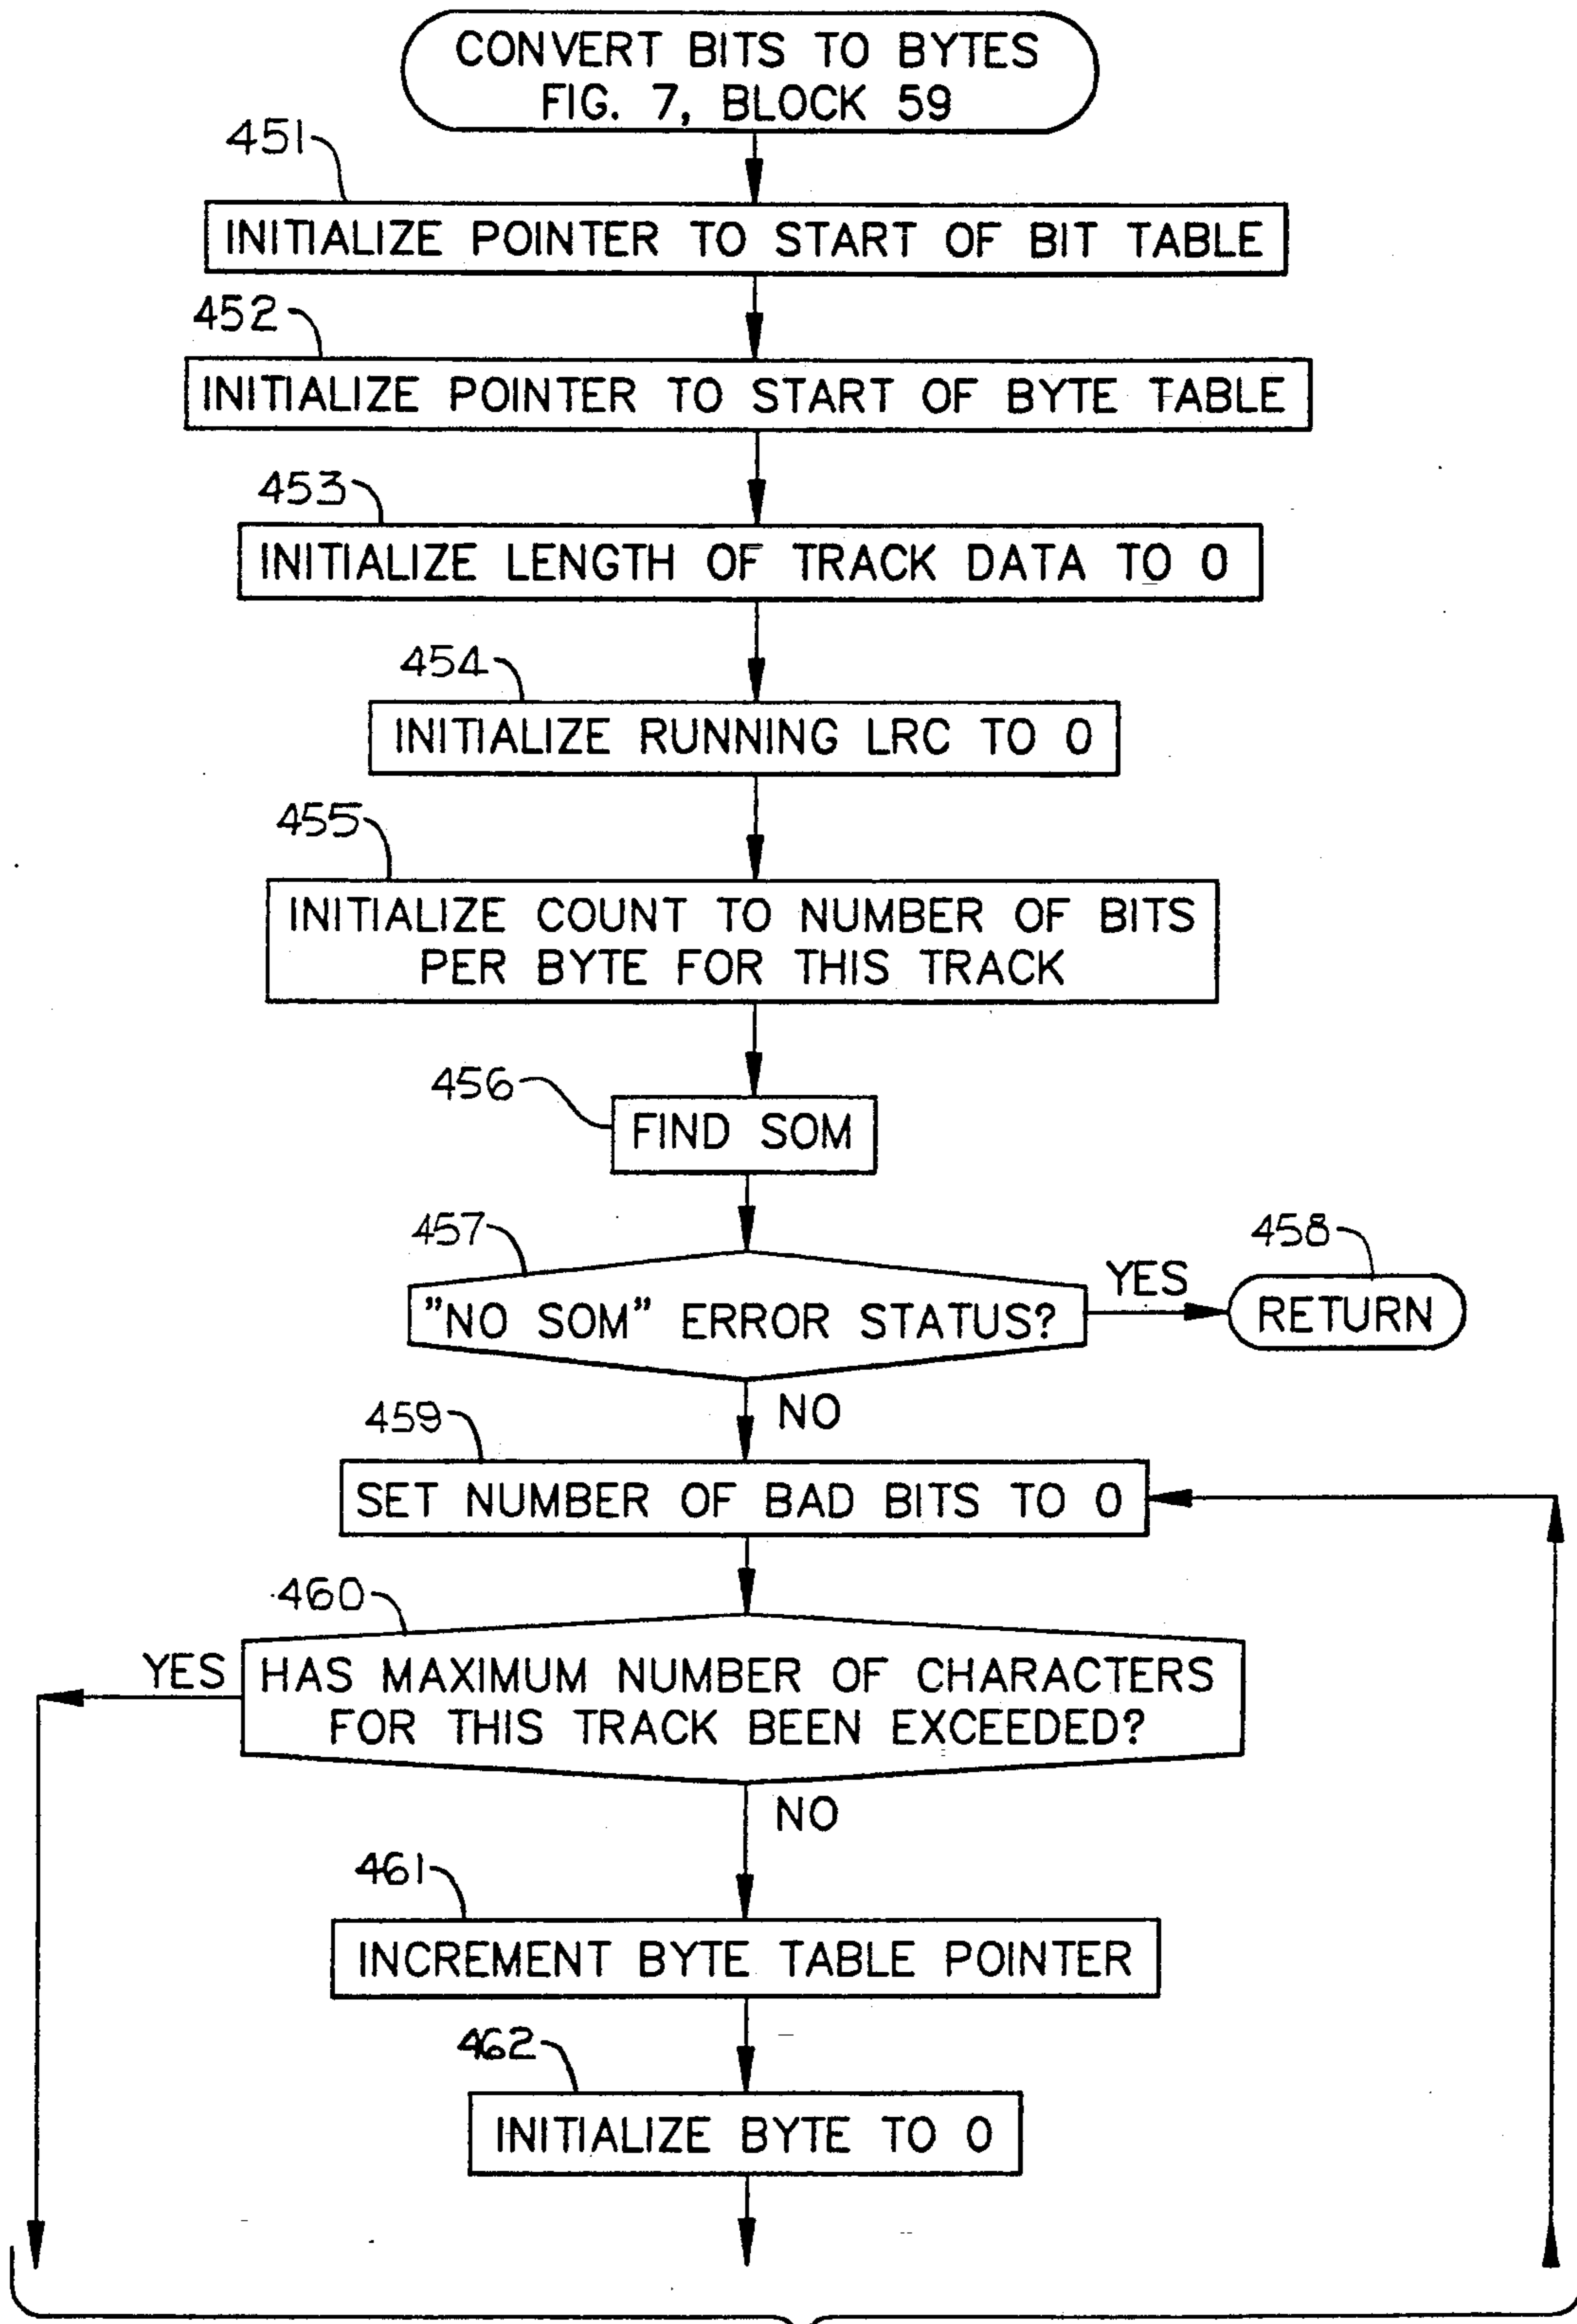 CONVERT BITS TO BYTES
FIG. 7, BLOCK 59
451
INITIALIZE POINTER TO START OF BIT TABLE
452
INITIALIZE POINTER TO START OF BYTE TABLE
453
INITIALIZE LENGTH OF TRACK DATA TO 0
454
INITIALIZE RUNNING LRC TO 0
455
INITIALIZE COUNT TO NUMBER OF BITS
PER BYTE FOR THIS TRACK
456
FIND SOM
457
"NO SOM" ERROR STATUS?
YES
458
RETURN
NO
459
SET NUMBER OF BAD BITS TO 0
460
YES
HAS MAXIMUM NUMBER OF CHARACTERS
FOR THIS TRACK BEEN EXCEEDED?
NO
461
INCREMENT BYTE TABLE POINTER
462
INITIALIZE BYTE TO 0